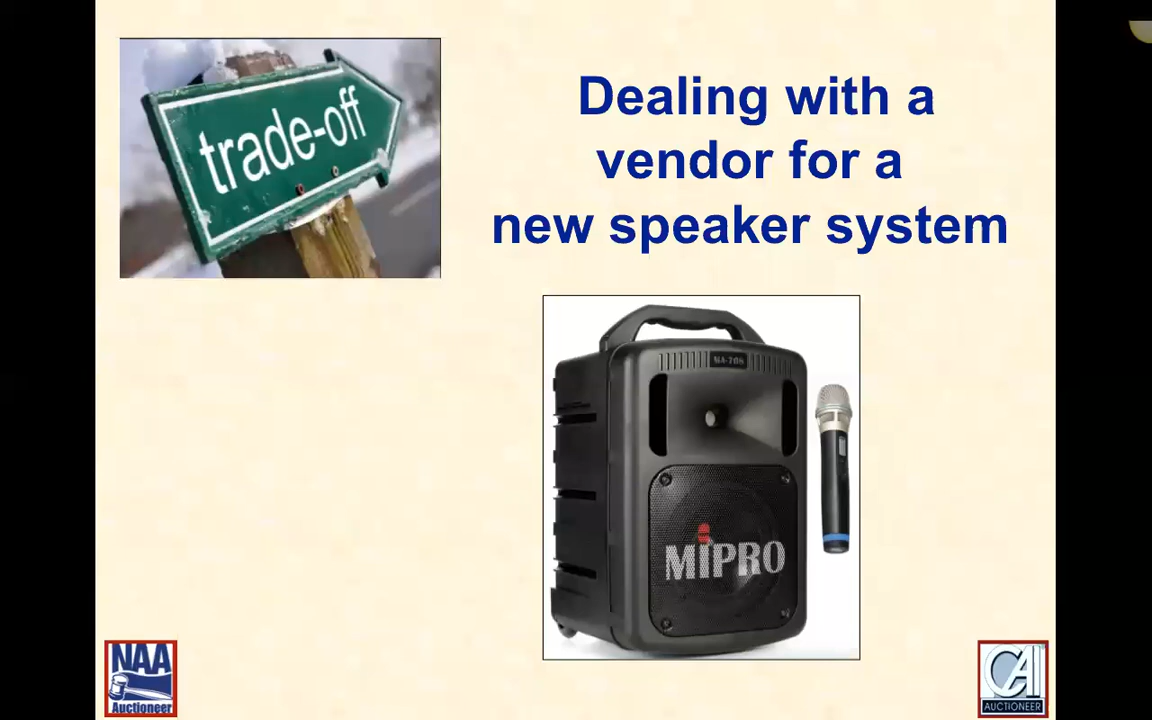 trade-off
Dealing with a
vendor for a
new speaker system
MA-708
MIPRO
NAA
Auctioneer
CAI
AUCTIONEER